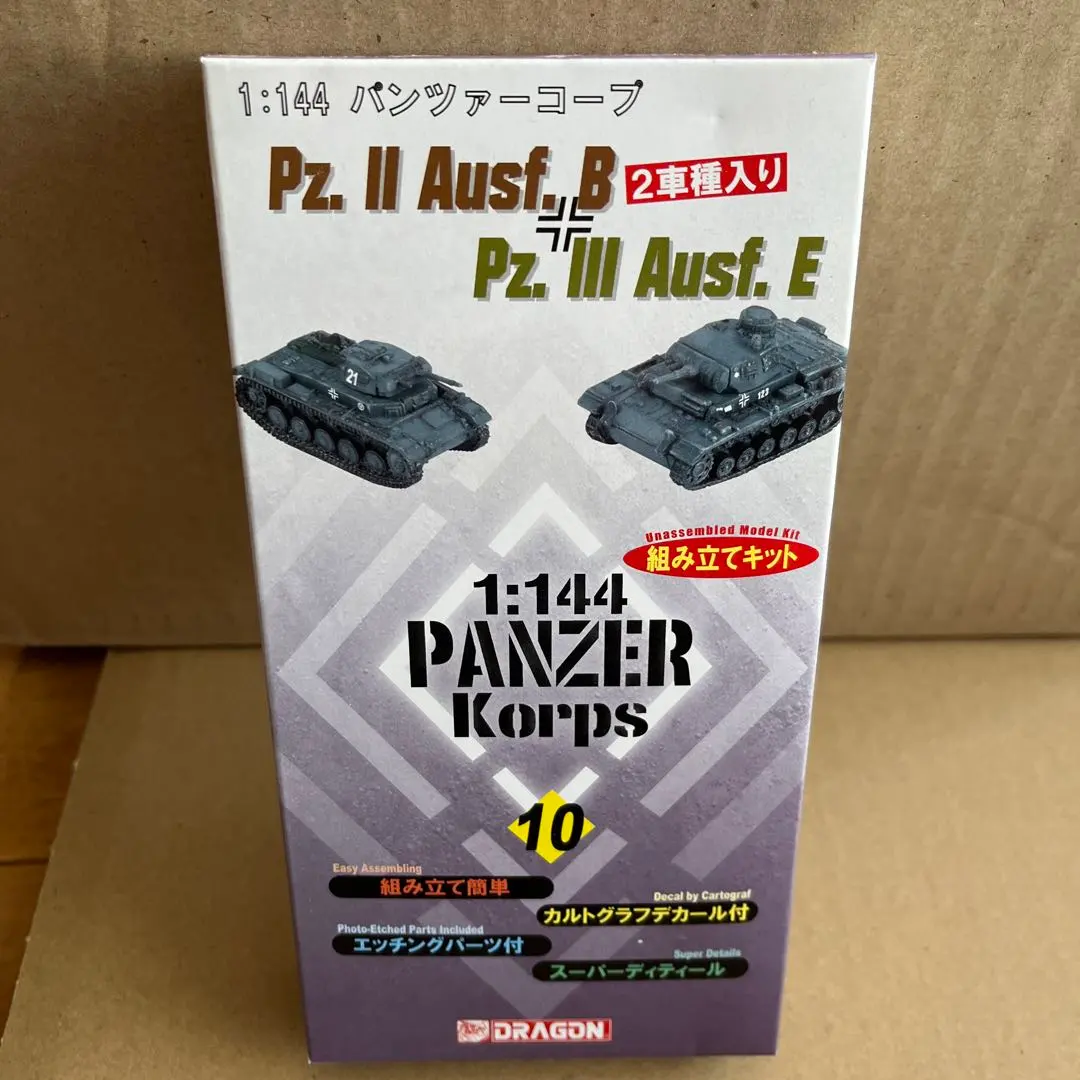 1:144 パンツァーコープ
Pz. II Ausf. B 2車種入り
Pz. III Ausf. E
21
123
Unassembled Model Kit
組み立てキット
1:144
PANZER
Korps
10
Easy Assembling
組み立て簡単
Decal by Cartograf
カルトグラフデカール付
Photo-Etched Parts Included
エッチングパーツ付
Super Details
スーパーディティール
DRAGON